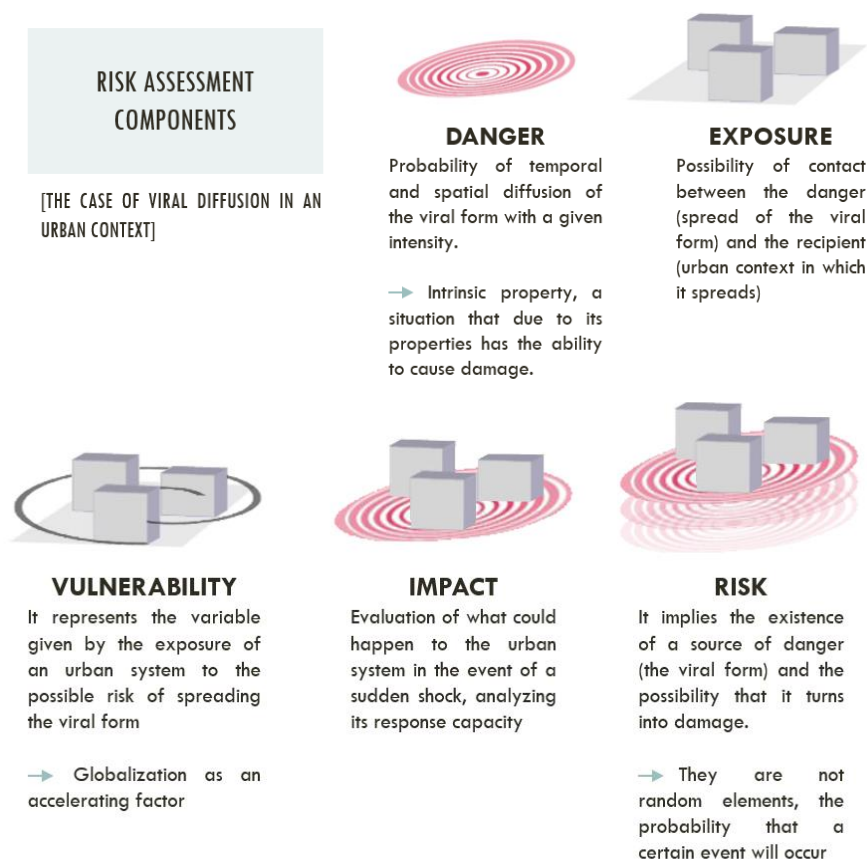 RISK ASSESSMENT
COMPONENTS
[THE CASE OF VIRAL DIFFUSION IN AN
URBAN CONTEXT]
DANGER
Probability of temporal
and spatial diffusion of
the viral form with a given
intensity.
→ Intrinsic property, a
situation that due to its
properties has the ability
to cause damage.
EXPOSURE
Possibility of contact
between the danger
(spread of the viral
form) and the recipient
(urban context in which
it spreads)
VULNERABILITY
It represents the variable
given by the exposure of
an urban system to the
possible risk of spreading
the viral form
→ Globalization as an
accelerating factor
IMPACT
Evaluation of what could
happen to the urban
system in the event of a
sudden shock, analyzing
its response capacity
RISK
It implies the existence
of a source of danger
(the viral form) and the
possibility that it turns
into damage.
→ They are not
random elements, the
probability that a
certain event will occur